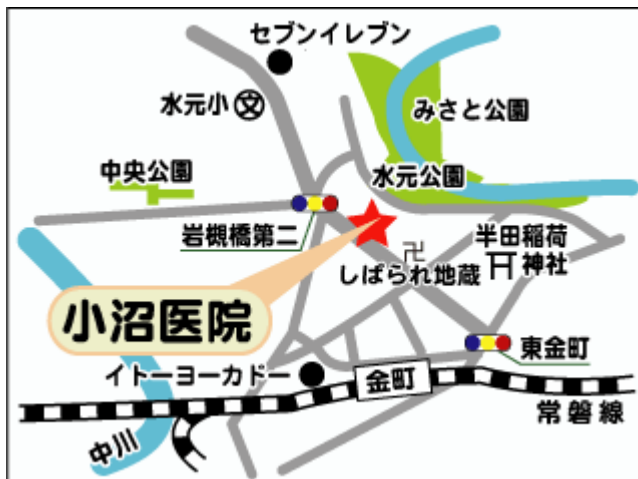 セブンイレブン
水元小
文
みさと公園
中央公園
水元公園
岩槻橋第二
半田稲荷
神社
卍
しばられ地蔵
小沼医院
東金町
イトーヨーカドー
金町
常磐線
中川